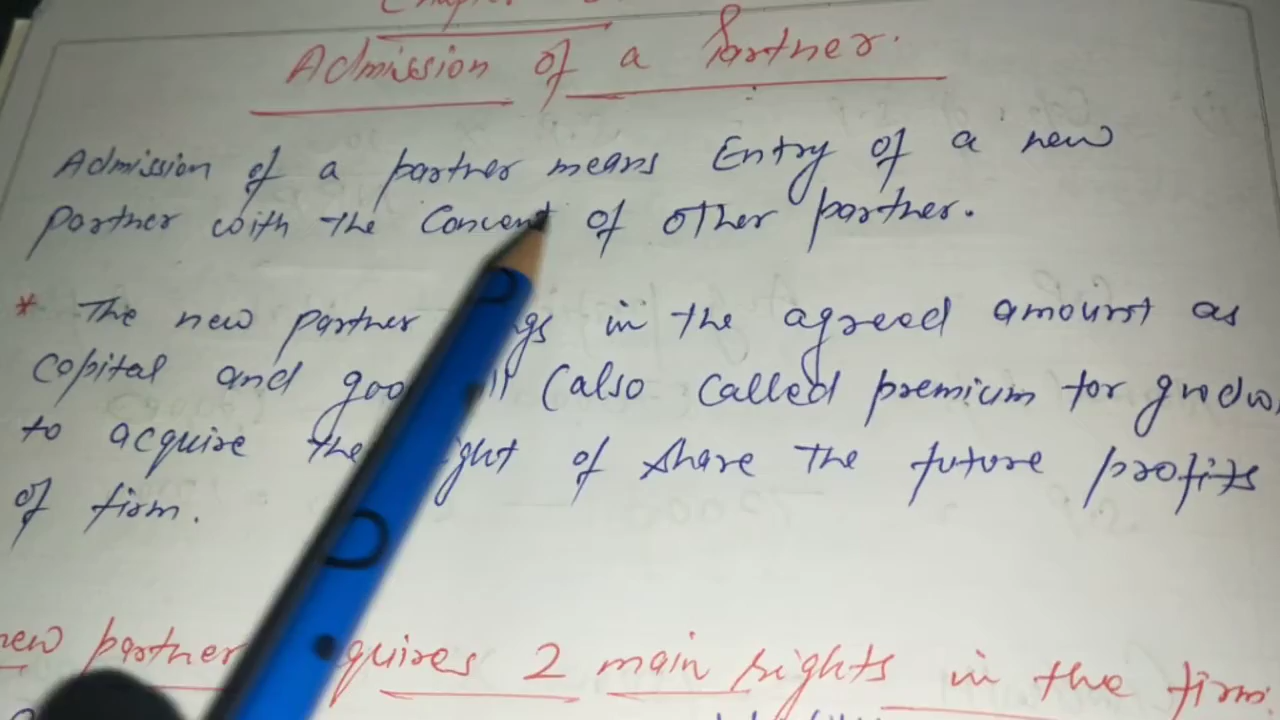 Chapter
Admission of a Partner.
Admission of a partner means Entry of a new
partner with the Concent of other partner.
* The new partner in the agreed amount as
Capital and (also called premium for
to acquire the of share the future profits
of firm.
new partner 2 main rights in the firm.